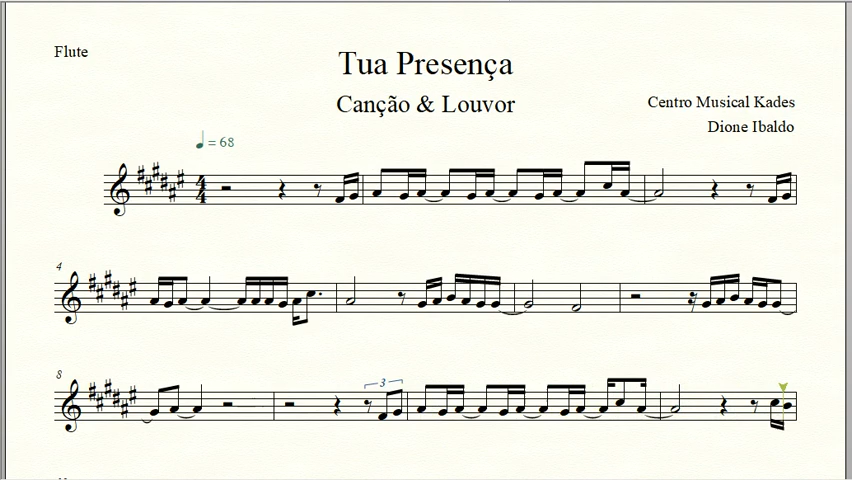 Flute
Tua Presença
Canção & Louvor
Centro Musical Kades
Dione Ibaldo
= 68
4
4
4
3
8